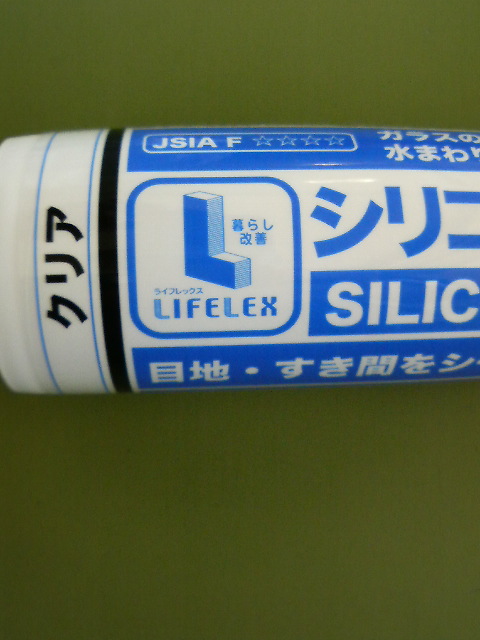 クリア
JSIA F ☆☆☆☆
ガラスの
水まわり
暮らし
改善
ライフレックス
LIFELEX
シリコ
SILIC
目地・すき間をシ